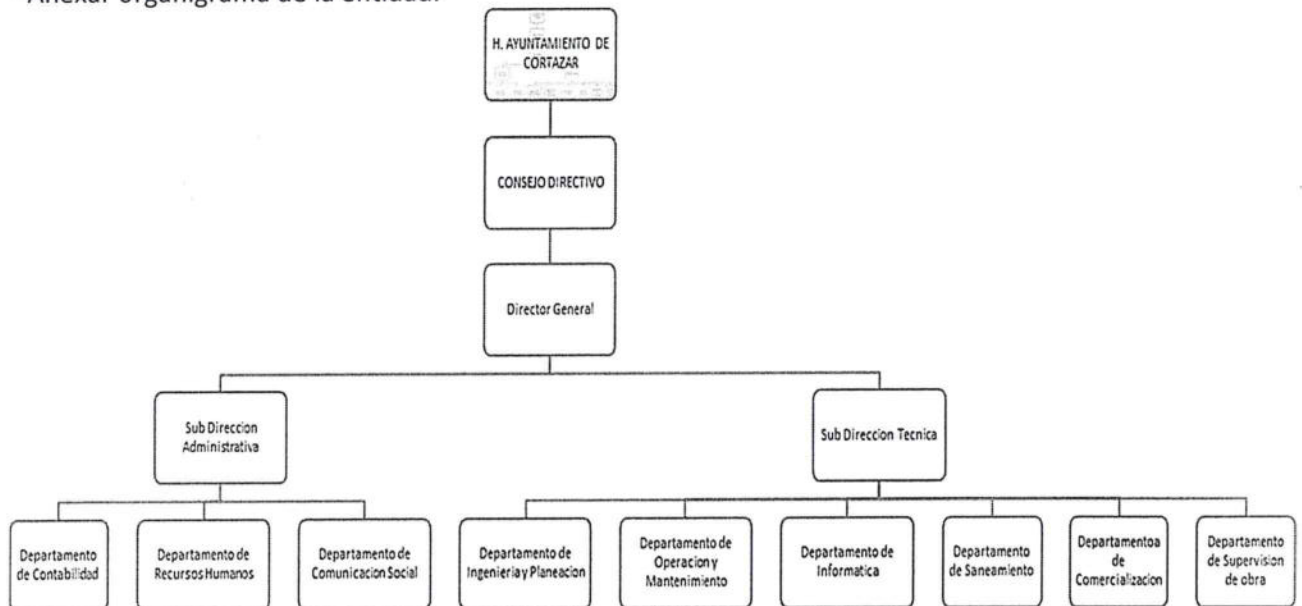 Anexar organigrama de la entidad.
H. AYUNTAMIENTO DE
CORTAZAR
CONSEJO DIRECTIVO
Director General
Sub Direccion
Administrativa
Sub Direccion Tecnica
Departamento
de Contabilidad
Departamento de
Recursos Humanos
Departamento de
Comunicacion Social
Departamento de
Ingenieria y Planeacion
Departamento de
Operacion y
Mantenimiento
Departamento de
Informatica
Departamento
de Saneamiento
Departamentoa
de
Comercializacion
Departamento
de Supervision
de obra